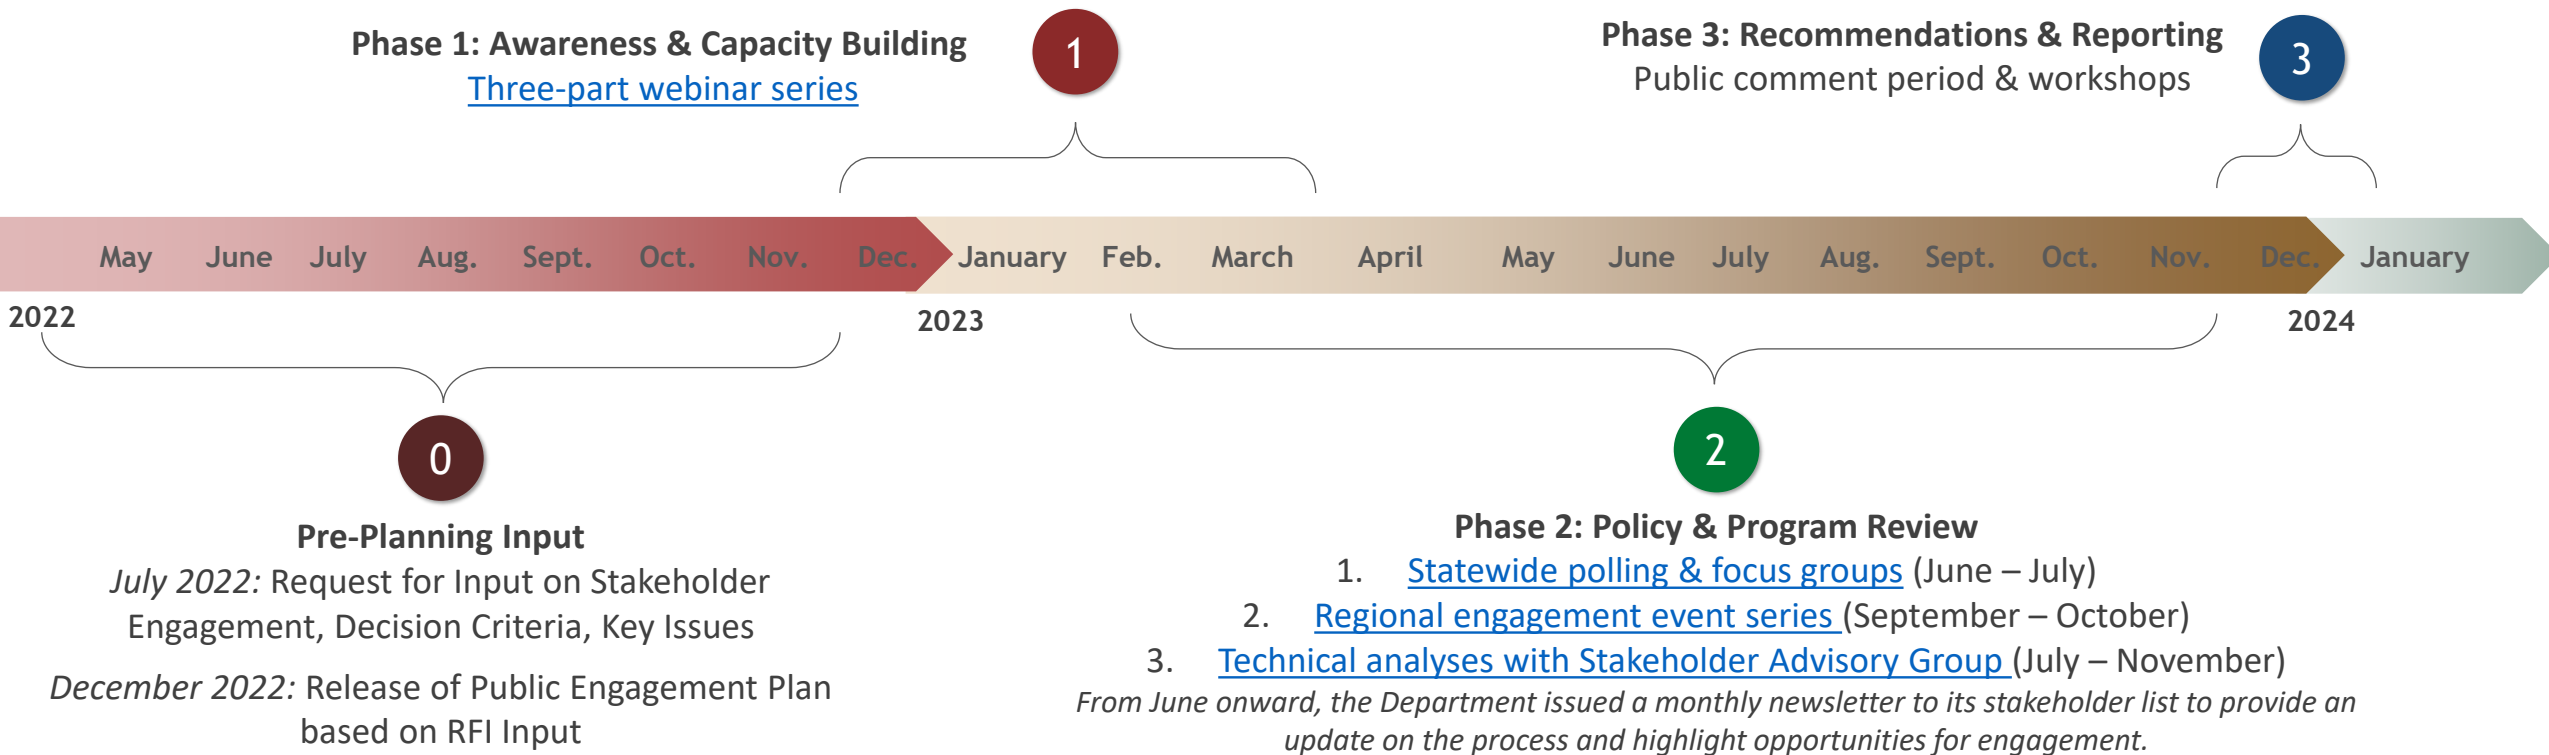 Phase 1: Awareness & Capacity Building
Three-part webinar series
1
Phase 3: Recommendations & Reporting
Public comment period & workshops
3
May June July Aug. Sept. Oct. Nov. Dec. January Feb. March April May June July Aug. Sept. Oct. Nov. Dec. January
2022 2023 2024
0
Pre-Planning Input
July 2022: Request for Input on Stakeholder
Engagement, Decision Criteria, Key Issues
December 2022: Release of Public Engagement Plan
based on RFI Input
2
Phase 2: Policy & Program Review
1. Statewide polling & focus groups (June – July)
2. Regional engagement event series (September – October)
3. Technical analyses with Stakeholder Advisory Group (July – November)
From June onward, the Department issued a monthly newsletter to its stakeholder list to provide an
update on the process and highlight opportunities for engagement.